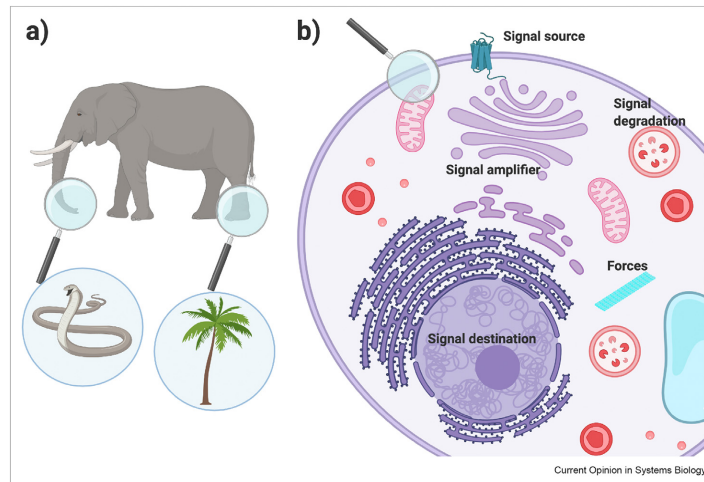 a)
b)
Signal source
Signal
degradation
Signal amplifier
Forces
Signal destination
Current Opinion in Systems Biology